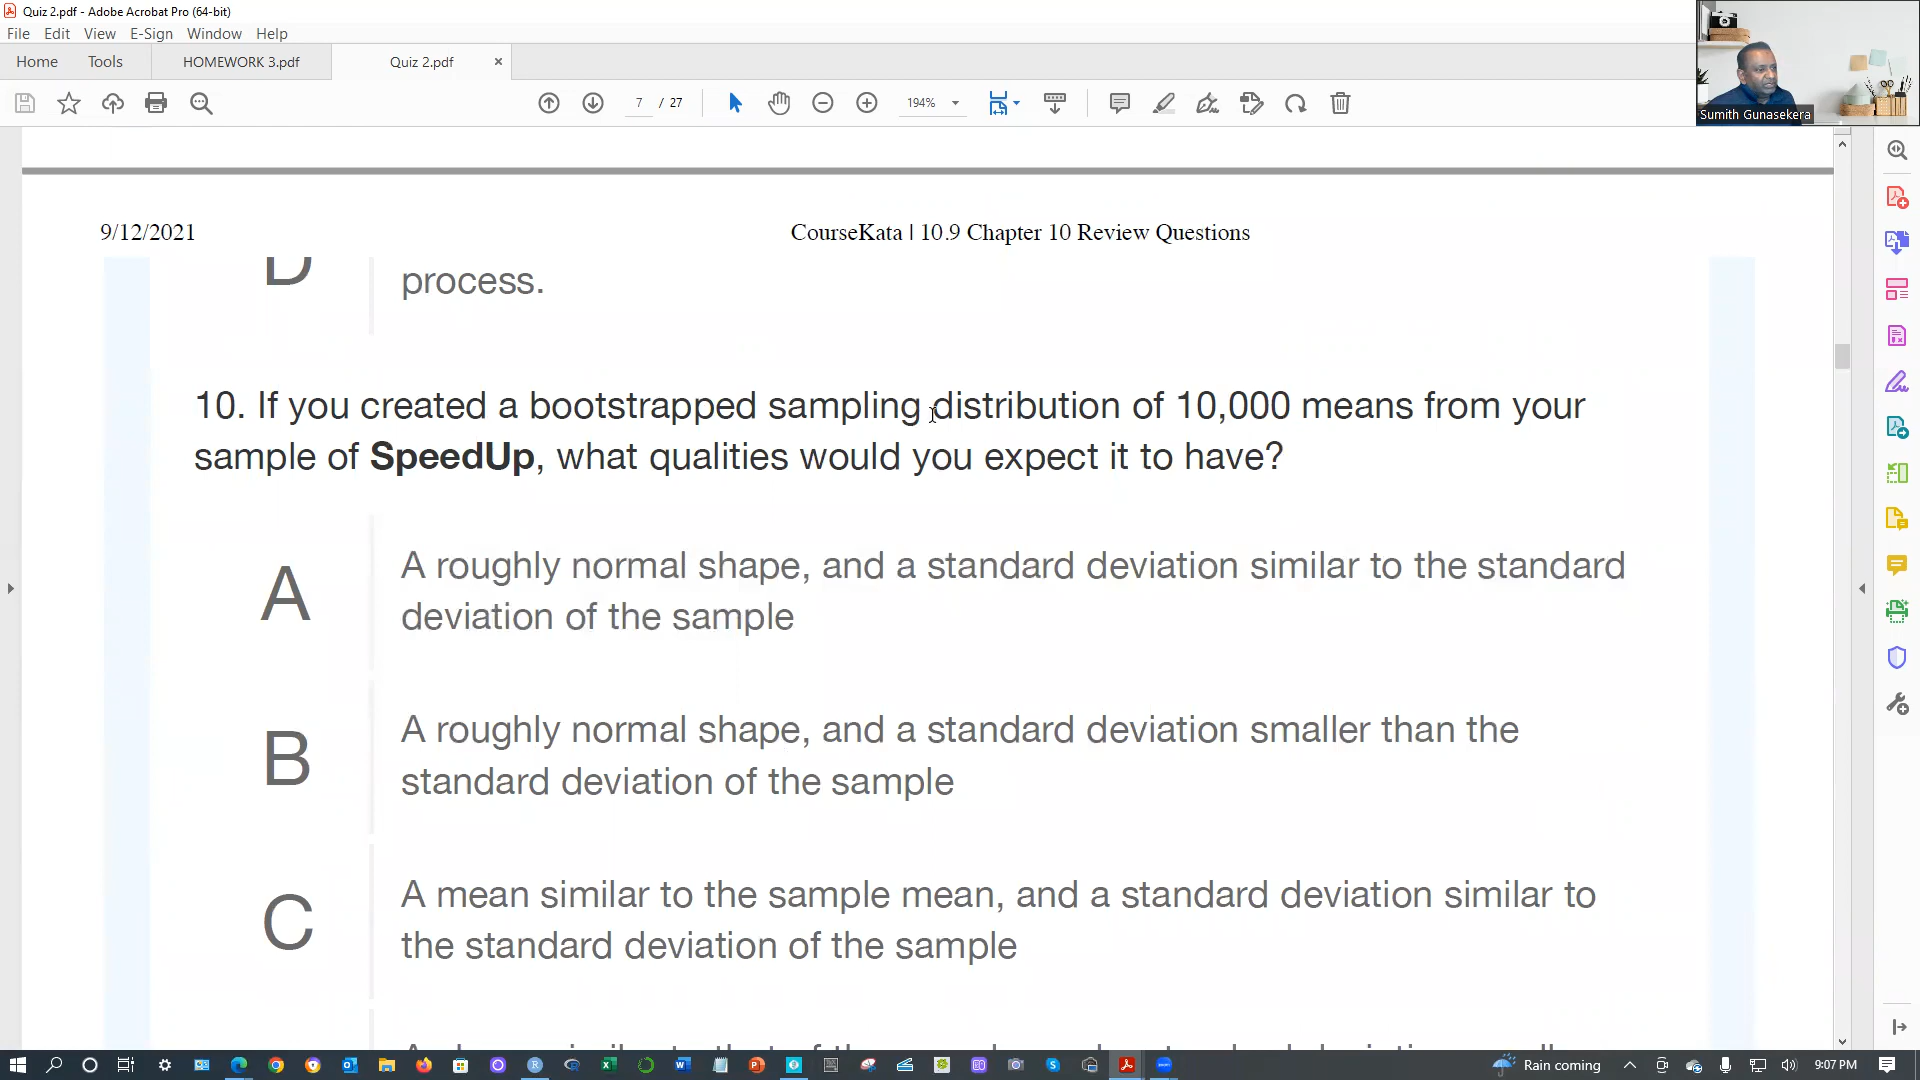 Quiz 2.pdf - Adobe Acrobat Pro (64-bit)
File Edit View E-Sign Window Help
Home Tools HOMEWORK 3.pdf Quiz 2.pdf ×
7 / 27 194%
Sumith Gunasekera
9/12/2021 CourseKata | 10.9 Chapter 10 Review Questions
D process.
10. If you created a bootstrapped sampling distribution of 10,000 means from your
sample of SpeedUp, what qualities would you expect it to have?
A A roughly normal shape, and a standard deviation similar to the standard
deviation of the sample
B A roughly normal shape, and a standard deviation smaller than the
standard deviation of the sample
C A mean similar to the sample mean, and a standard deviation similar to
the standard deviation of the sample
Rain coming 9:07 PM